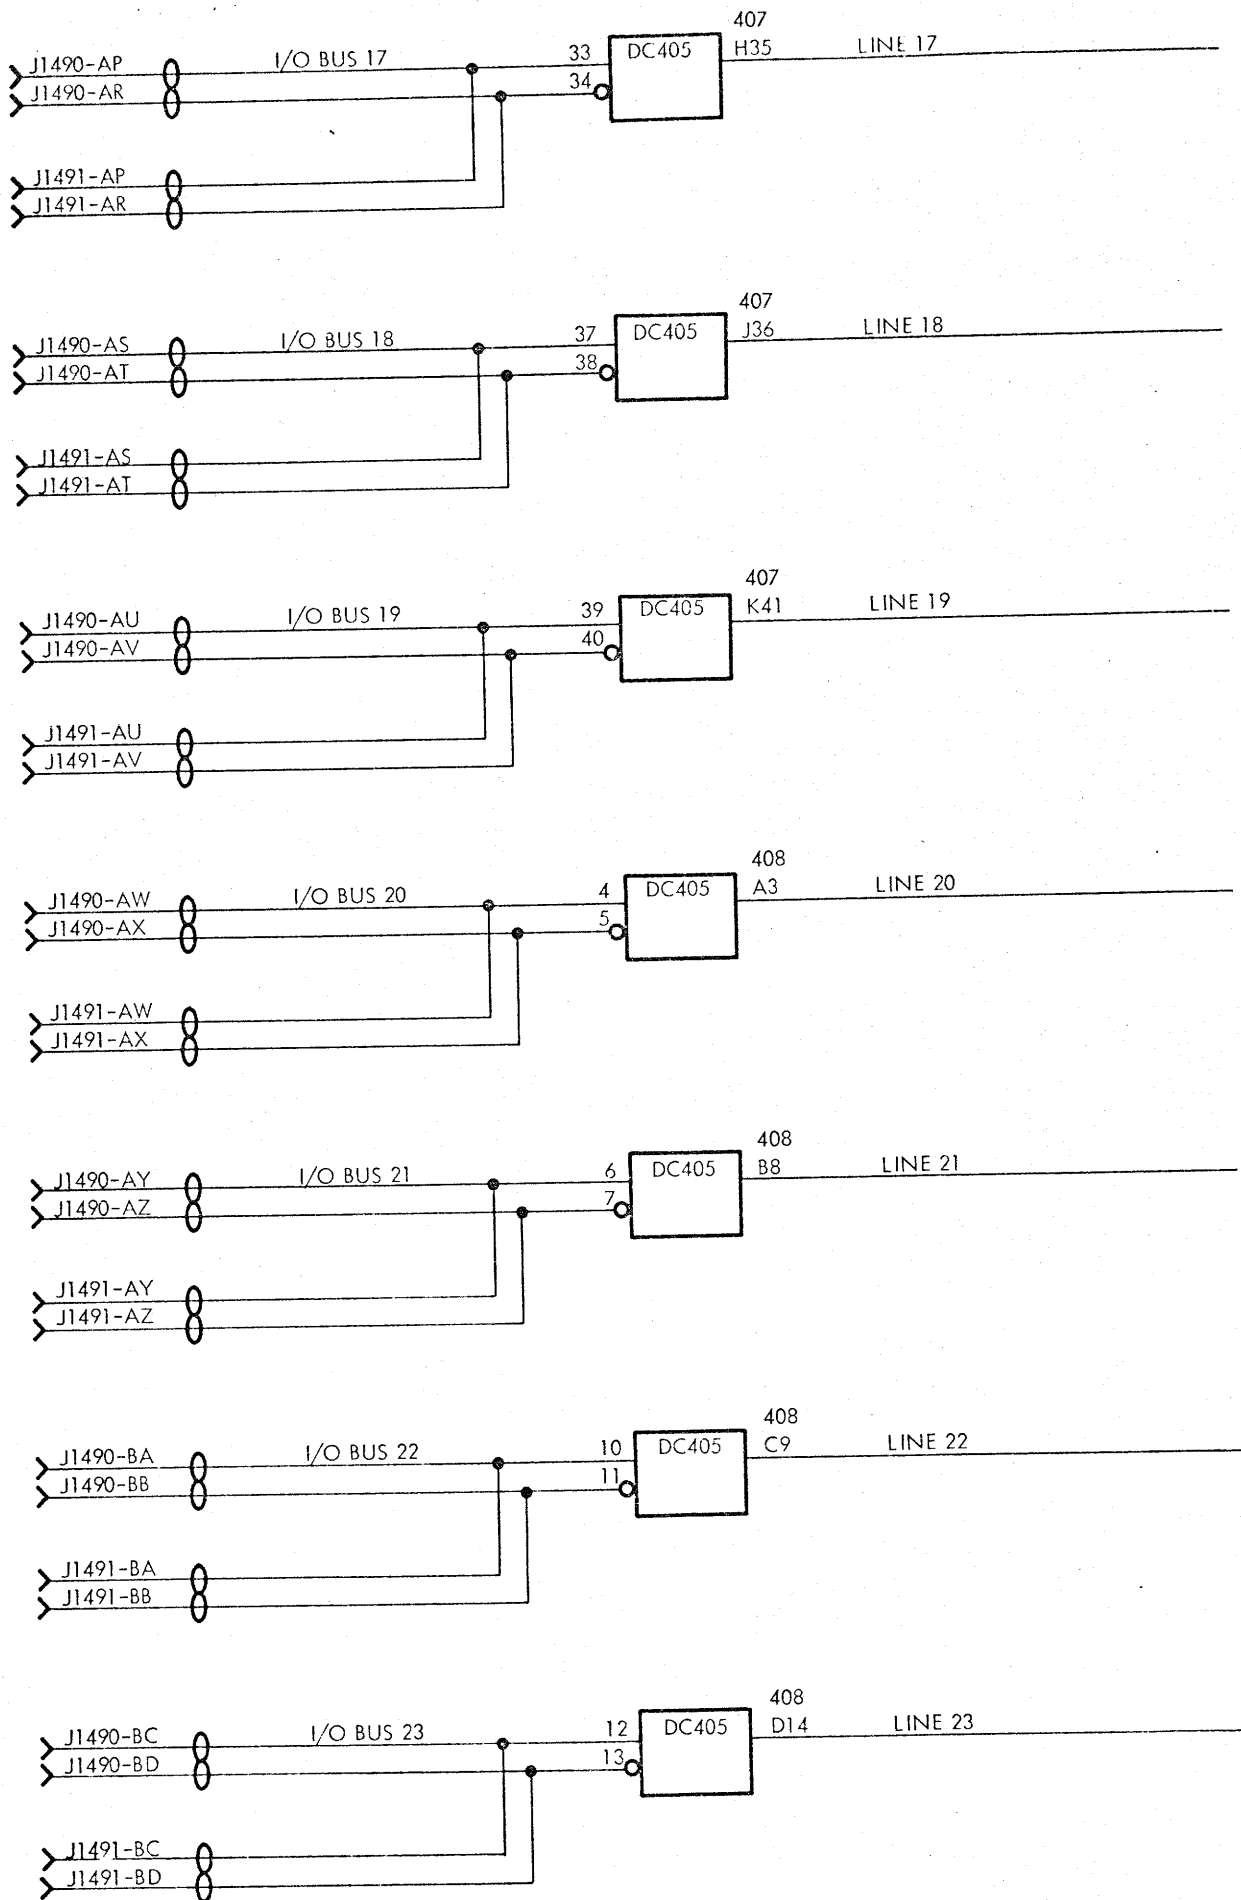 407
J1490-AP I/O BUS 17 33 DC405 H35 LINE 17
J1490-AR 34
J1491-AP
J1491-AR
407
J1490-AS I/O BUS 18 37 DC405 J36 LINE 18
J1490-AT 38
J1491-AS
J1491-AT
407
J1490-AU I/O BUS 19 39 DC405 K41 LINE 19
J1490-AV 40
J1491-AU
J1491-AV
408
J1490-AW I/O BUS 20 4 DC405 A3 LINE 20
J1490-AX 5
J1491-AW
J1491-AX
408
J1490-AY I/O BUS 21 6 DC405 B8 LINE 21
J1490-AZ 7
J1491-AY
J1491-AZ
408
J1490-BA I/O BUS 22 10 DC405 C9 LINE 22
J1490-BB 11
J1491-BA
J1491-BB
408
J1490-BC I/O BUS 23 12 DC405 D14 LINE 23
J1490-BD 13
J1491-BC
J1491-BD